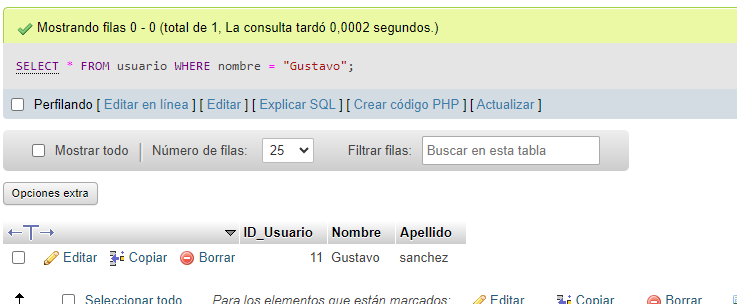 Mostrando filas 0 - 0 (total de 1, La consulta tardó 0,0002 segundos.)
SELECT * FROM usuario WHERE nombre = "Gustavo";
Perfilando [ Editar en línea ] [ Editar ] [ Explicar SQL ] [ Crear código PHP ] [ Actualizar ]
Mostrar todo | Número de filas: 25 Filtrar filas: Buscar en esta tabla
Opciones extra
←T→ ID_Usuario Nombre Apellido
Editar Copiar Borrar 11 Gustavo sanchez
Seleccionar todo Para los elementos que están marcados: Editar Copiar Borrar